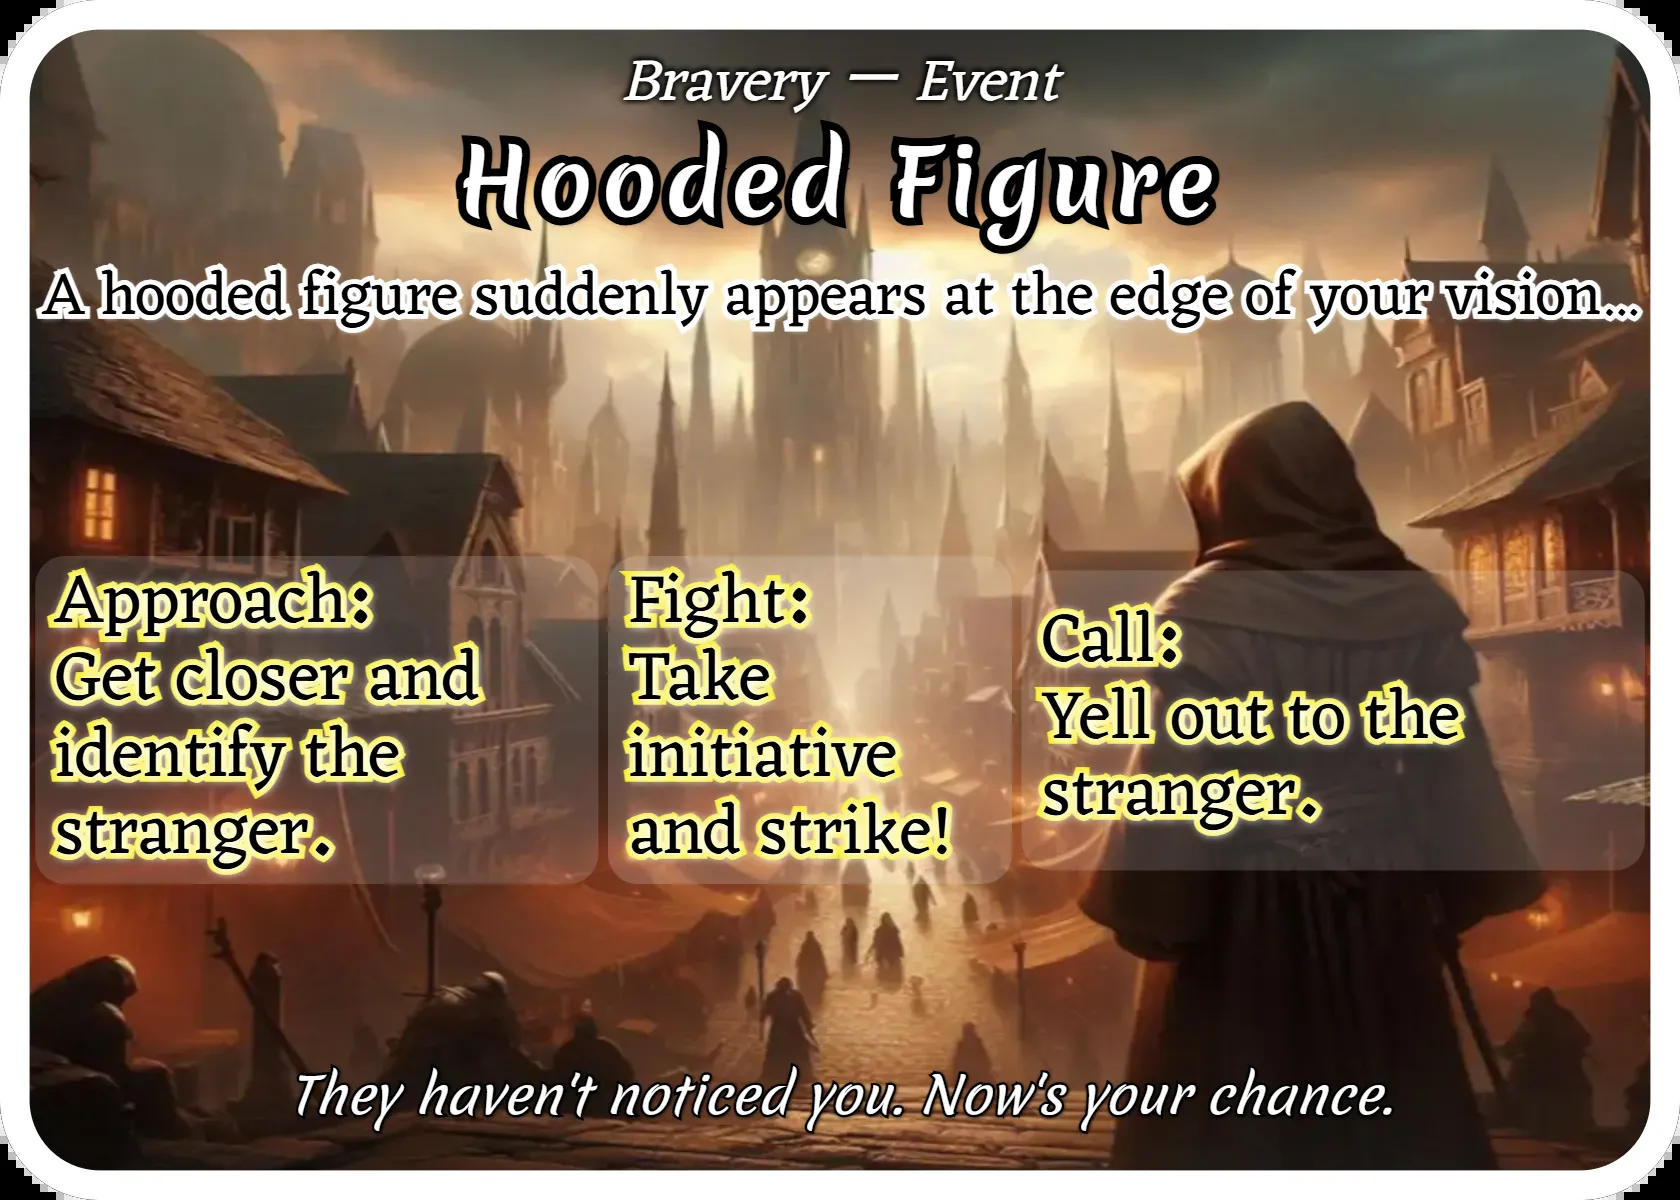 Bravery — Event
Hooded Figure
A hooded figure suddenly appears at the edge of your vision...
Approach:
Get closer and
identify the
stranger.
Fight:
Take
initiative
and strike!
Call:
Yell out to the
stranger.
They haven't noticed you. Now's your chance.